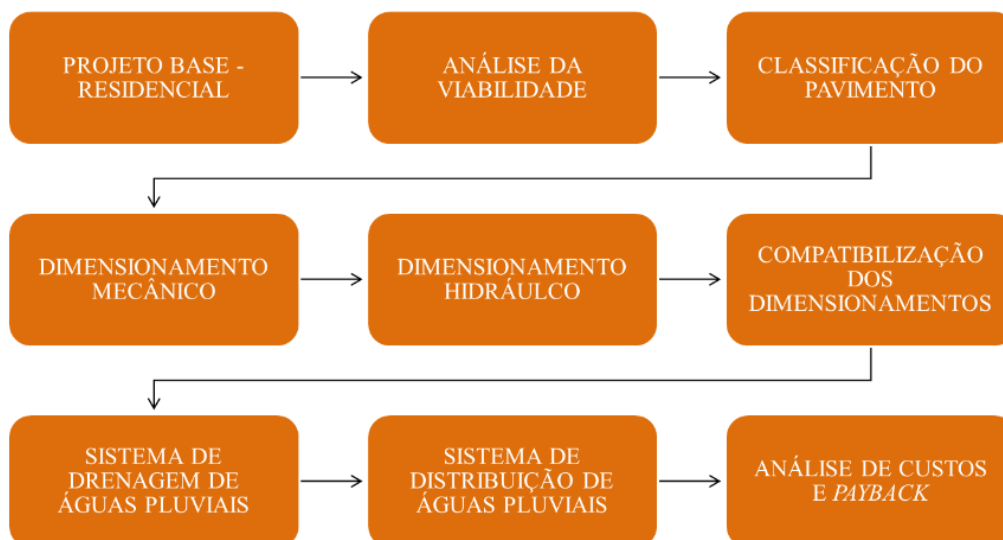 PROJETO BASE -
RESIDENCIAL
ANÁLISE DA
VIABILIDADE
CLASSIFICAÇÃO DO
PAVIMENTO
DIMENSIONAMENTO
MECÂNICO
DIMENSIONAMENTO
HIDRÁULCO
COMPATIBILIZAÇÃO
DOS
DIMENSIONAMENTOS
SISTEMA DE
DRENAGEM DE
ÁGUAS PLUVIAIS
SISTEMA DE
DISTRIBUIÇÃO DE
ÁGUAS PLUVIAIS
ANÁLISE DE CUSTOS
E PAYBACK